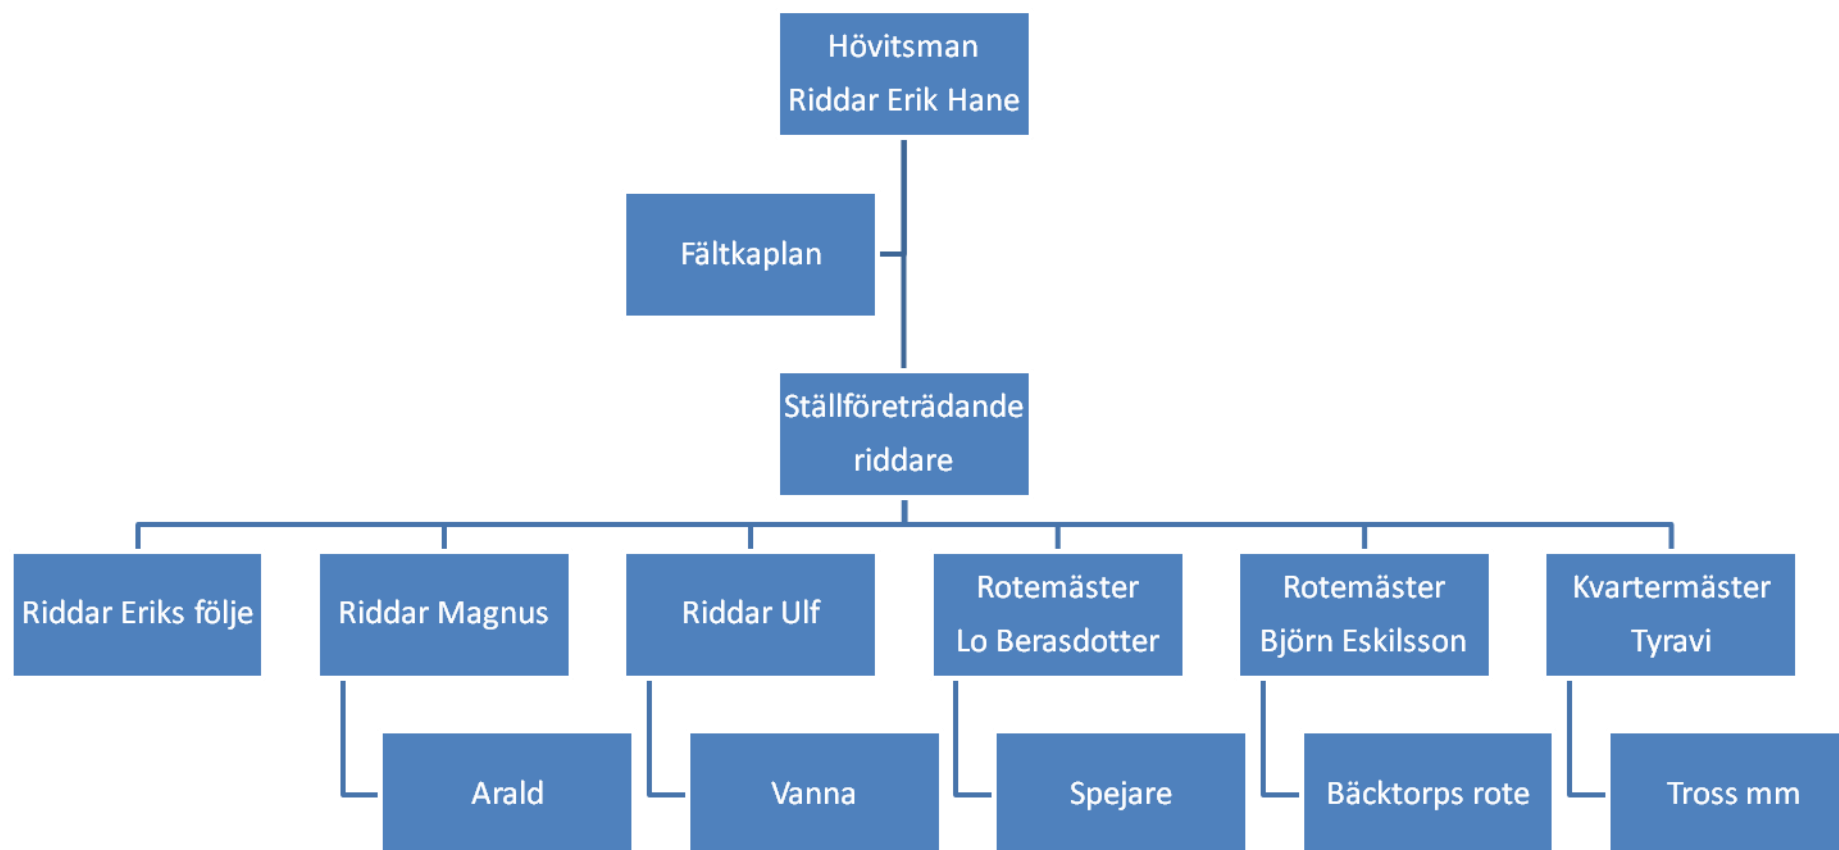 Hövitsman
Riddar Erik Hane
Fältkaplan
Ställföreträdande
riddare
Riddar Eriks följe
Riddar Magnus
Riddar Ulf
Rotemäster
Lo Berasdotter
Rotemäster
Björn Eskilsson
Kvartermäster
Tyravi
Arald
Vanna
Spejare
Bäcktorps rote
Tross mm